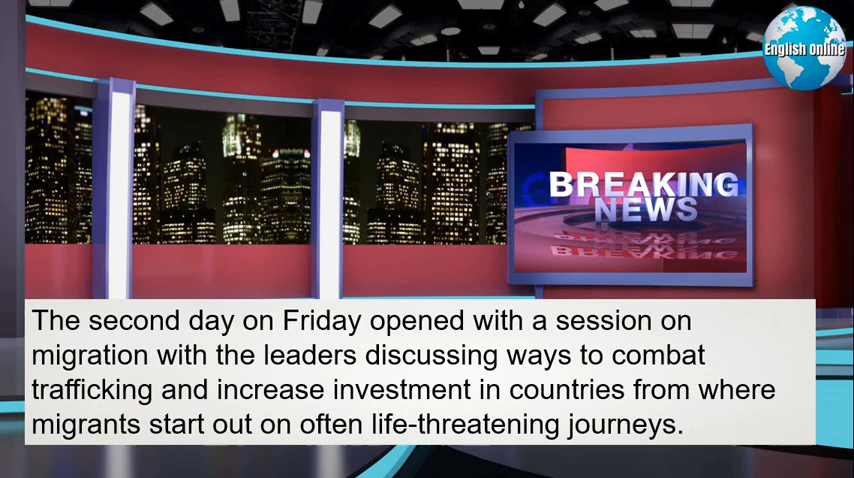 English Online
BREAKING
NEWS
The second day on Friday opened with a session on
migration with the leaders discussing ways to combat
trafficking and increase investment in countries from where
migrants start out on often life-threatening journeys.